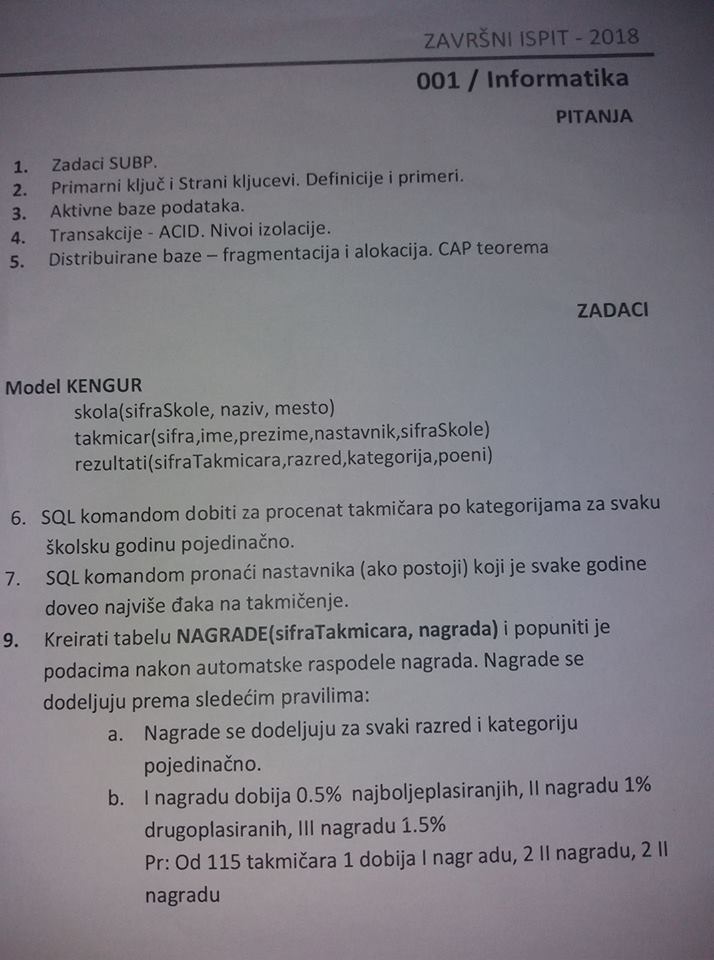 ZAVRŠNI ISPIT - 2018
001 / Informatika
PITANJA
1. Zadaci SUBP.
2. Primarni ključ i Strani kljucevi. Definicije i primeri.
3. Aktivne baze podataka.
4. Transakcije - ACID. Nivoi izolacije.
5. Distribuirane baze – fragmentacija i alokacija. CAP teorema
ZADACI
Model KENGUR
skola(sifraSkole, naziv, mesto)
takmicar(sifra,ime,prezime,nastavnik,sifraSkole)
rezultati(sifraTakmicara,razred,kategorija,poeni)
6. SQL komandom dobiti za procenat takmičara po kategorijama za svaku
školsku godinu pojedinačno.
7. SQL komandom pronaći nastavnika (ako postoji) koji je svake godine
doveo najviše đaka na takmičenje.
9. Kreirati tabelu NAGRADE(sifraTakmicara, nagrada) i popuniti je
podacima nakon automatske raspodele nagrada. Nagrade se
dodeljuju prema sledećim pravilima:
a. Nagrade se dodeljuju za svaki razred i kategoriju
pojedinačno.
b. I nagradu dobija 0.5% najboljeplasiranjih, II nagradu 1%
drugoplasiranih, III nagradu 1.5%
Pr: Od 115 takmičara 1 dobija I nagr adu, 2 II nagradu, 2 II
nagradu